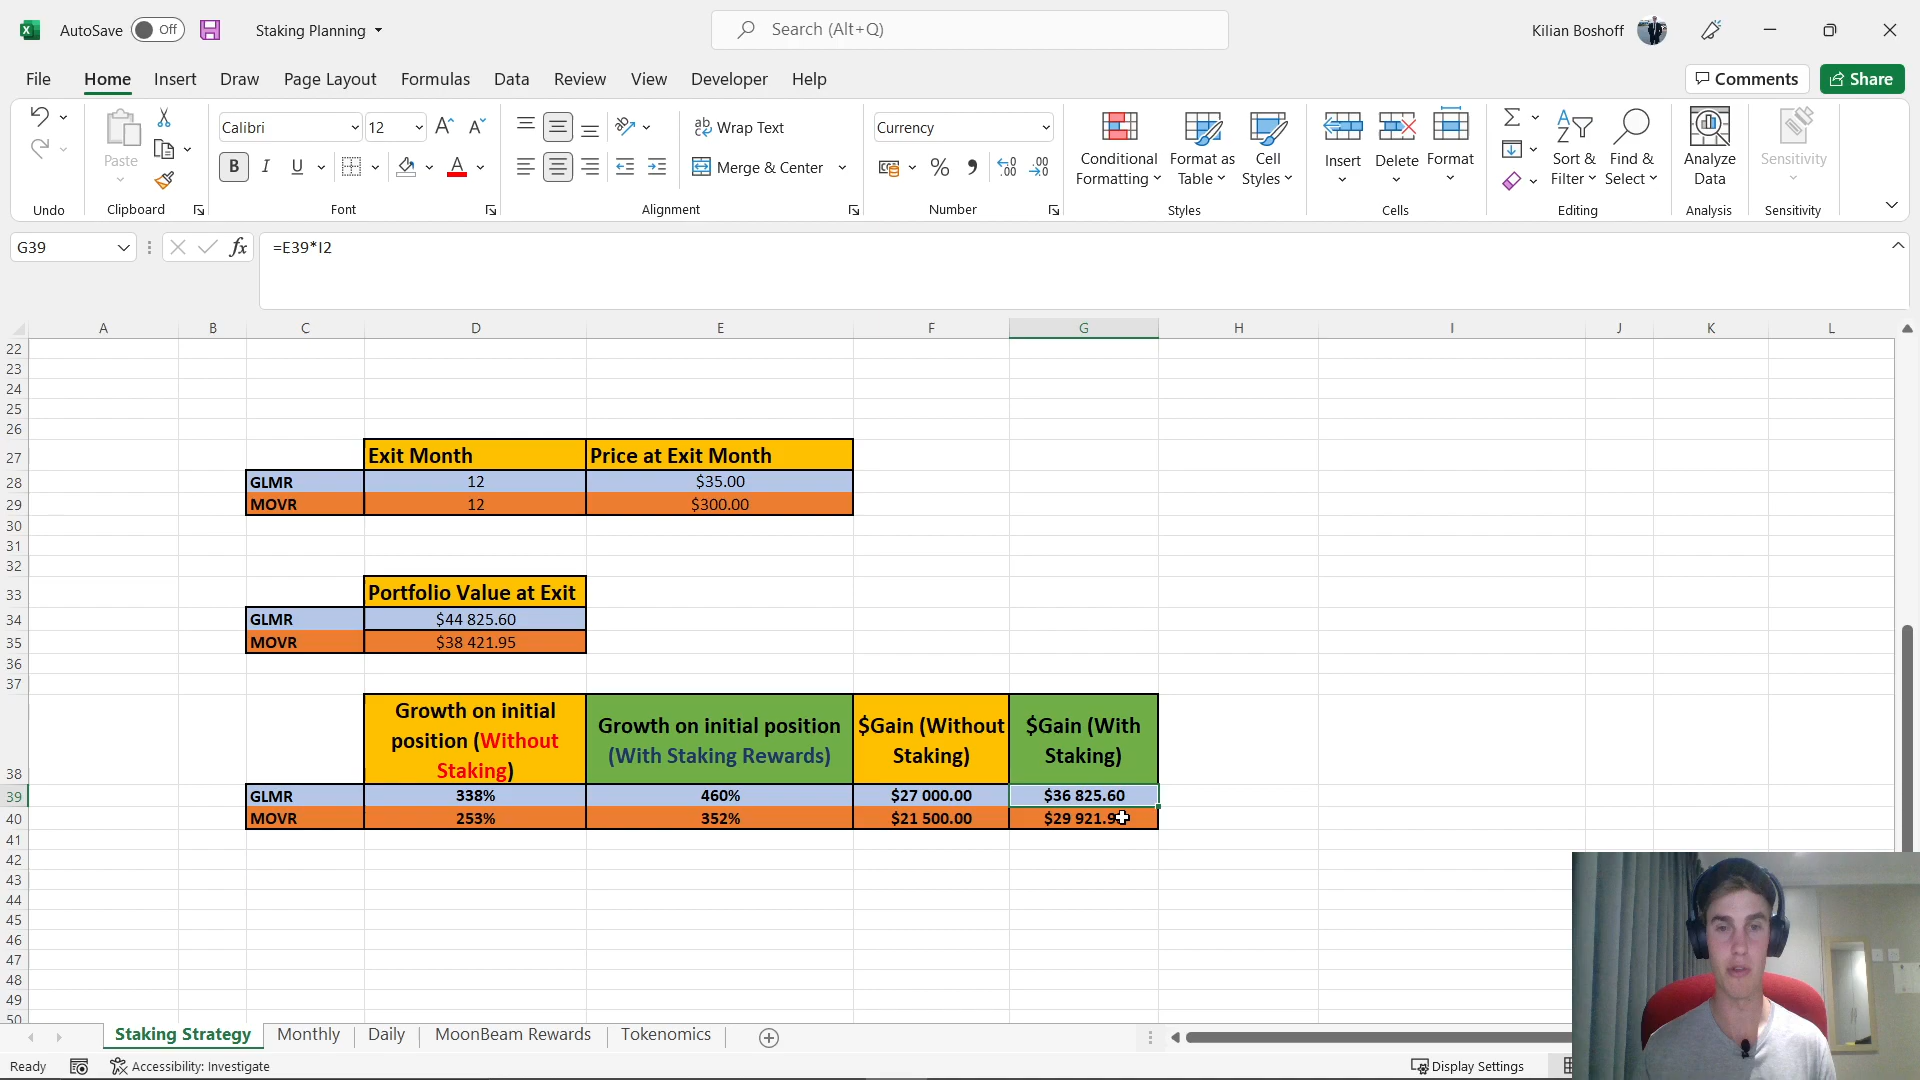 AutoSave Off Staking Planning Search (Alt+Q) Kilian Boshoff
File Home Insert Draw Page Layout Formulas Data Review View Developer Help Comments Share
Calibri 12 Wrap Text Currency
Paste B I U A Merge & Center % Conditional Formatting Format as Table Cell Styles Insert Delete Format Sort & Filter Find & Select Analyze Data Sensitivity
Undo Clipboard Font Alignment Number Styles Cells Editing Analysis Sensitivity
G39 fx =E39*I2
A B C D E F G H I J K L
22
23
24
25
26
27 Exit Month Price at Exit Month
28 GLMR 12 $35.00
29 MOVR 12 $300.00
30
31
32
33 Portfolio Value at Exit
34 GLMR $44 825.60
35 MOVR $38 421.95
36
37
Growth on initial
position (Without
Staking)
Growth on initial position
(With Staking Rewards)
$Gain (Without
Staking)
$Gain (With
Staking)
38
39 GLMR 338% 460% $27 000.00 $36 825.60
40 MOVR 253% 352% $21 500.00
41
42
43
44
45
46
47
48
49
50
Staking Strategy Monthly Daily MoonBeam Rewards Tokenomics
Ready Accessibility: Investigate Display Settings